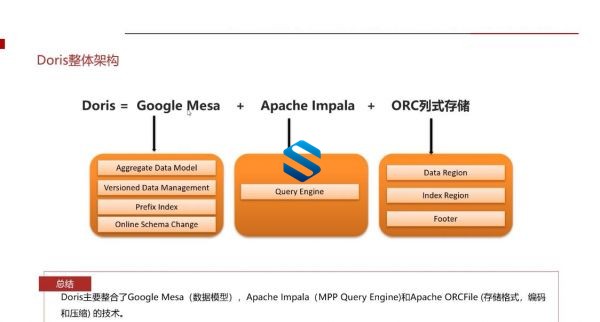 Doris整体架构
Doris = Google Mesa + Apache Impala + ORC列式存储
Aggregate Data Model
Versioned Data Management
Prefix Index
Online Schema Change
Query Engine
Data Region
Index Region
Footer
总结
Doris主要整合了Google Mesa（数据模型），Apache Impala（MPP Query Engine)和Apache ORCFile (存储格式，编码
和压缩) 的技术。